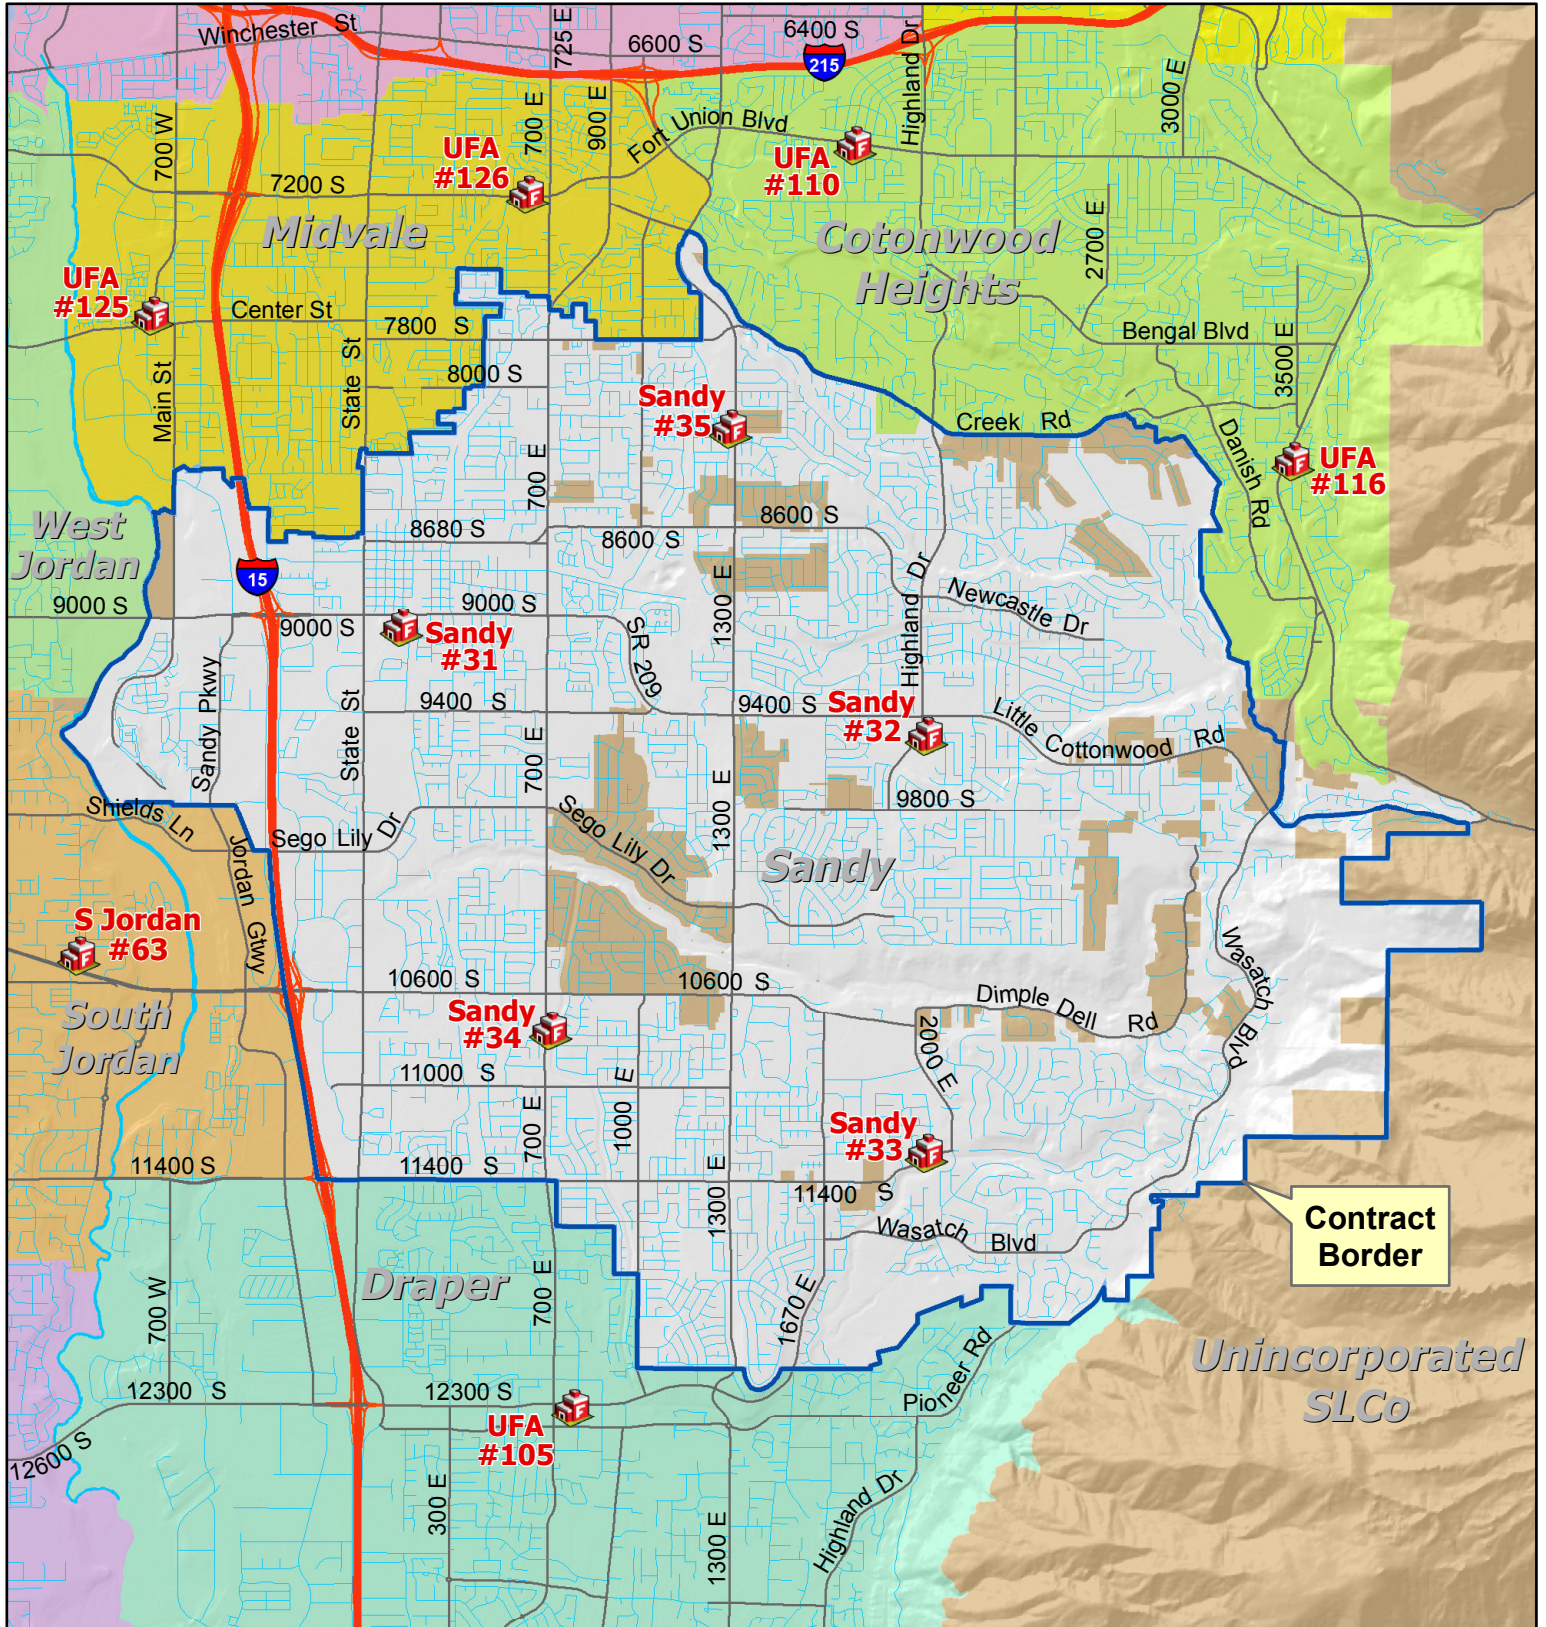 Winchester St
725 E
6600 S
6400 S
Highland Dr
215
3000 E
700 W
UFA
#126
700 E
900 E
Fort Union Blvd
UFA
#110
7200 S
Midvale
Cotonwood
Heights
2700 E
UFA
#125
Center St
7800 S
Bengal Blvd
State St
8000 S
3500 E
Main St
Sandy
#35
Creek Rd
Danish Rd
UFA
#116
700 E
West
Jordan
8680 S
8600 S
8600 S
15
9000 S
9000 S
9000 S
Sandy
#31
SR 209
1300 E
Highland Dr
Newcastle Dr
Sandy Pkwy
State St
9400 S
9400 S
Sandy
#32
Little Cottonwood Rd
700 E
1300 E
9800 S
Shields Ln
Sego Lily Dr
Sego Lily Dr
Sandy
Jordan Gtwy
S Jordan
#63
Wasatch Blvd
10600 S
10600 S
Dimple Dell Rd
South
Jordan
Sandy
#34
2000 E
11000 S
1000 E
700 E
Sandy
#33
11400 S
11400 S
11400 S
1300 E
Contract
Border
Wasatch Blvd
Draper
700 W
700 E
1670 E
Pioneer Rd
Unincorporated
SLCo
12300 S
12300 S
UFA
#105
12600 S
300 E
1300 E
Highland Dr